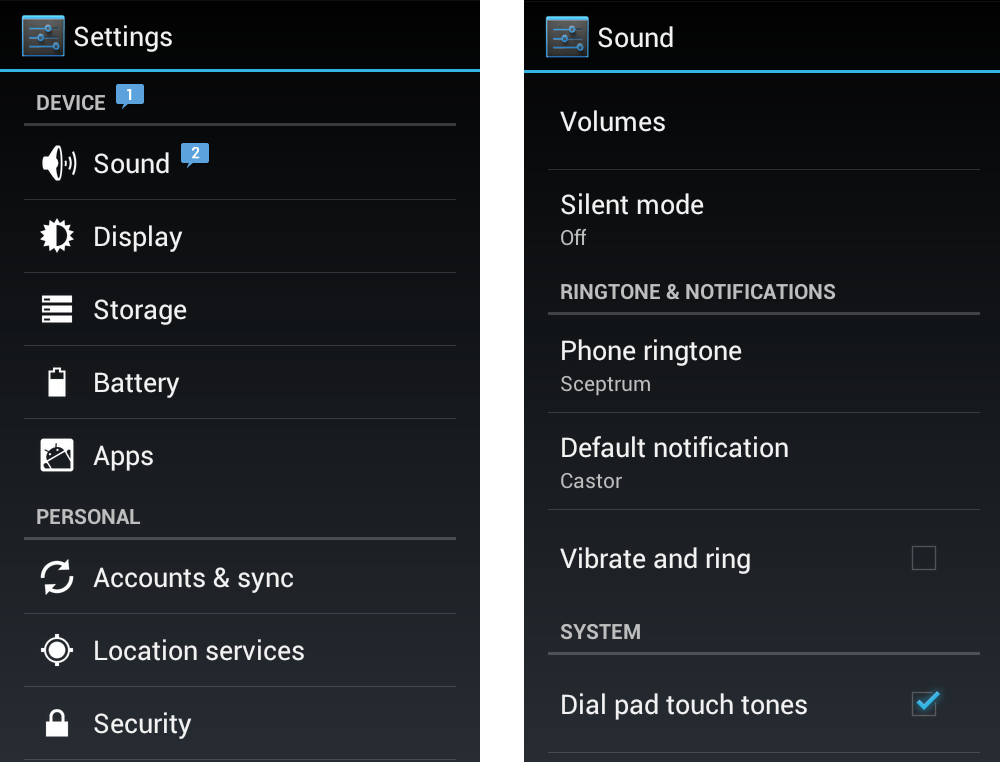 Settings
DEVICE 1
Sound 2
Display
Storage
Battery
Apps
PERSONAL
Accounts & sync
Location services
Security
Sound
Volumes
Silent mode
Off
RINGTONE & NOTIFICATIONS
Phone ringtone
Sceptrum
Default notification
Castor
Vibrate and ring
SYSTEM
Dial pad touch tones